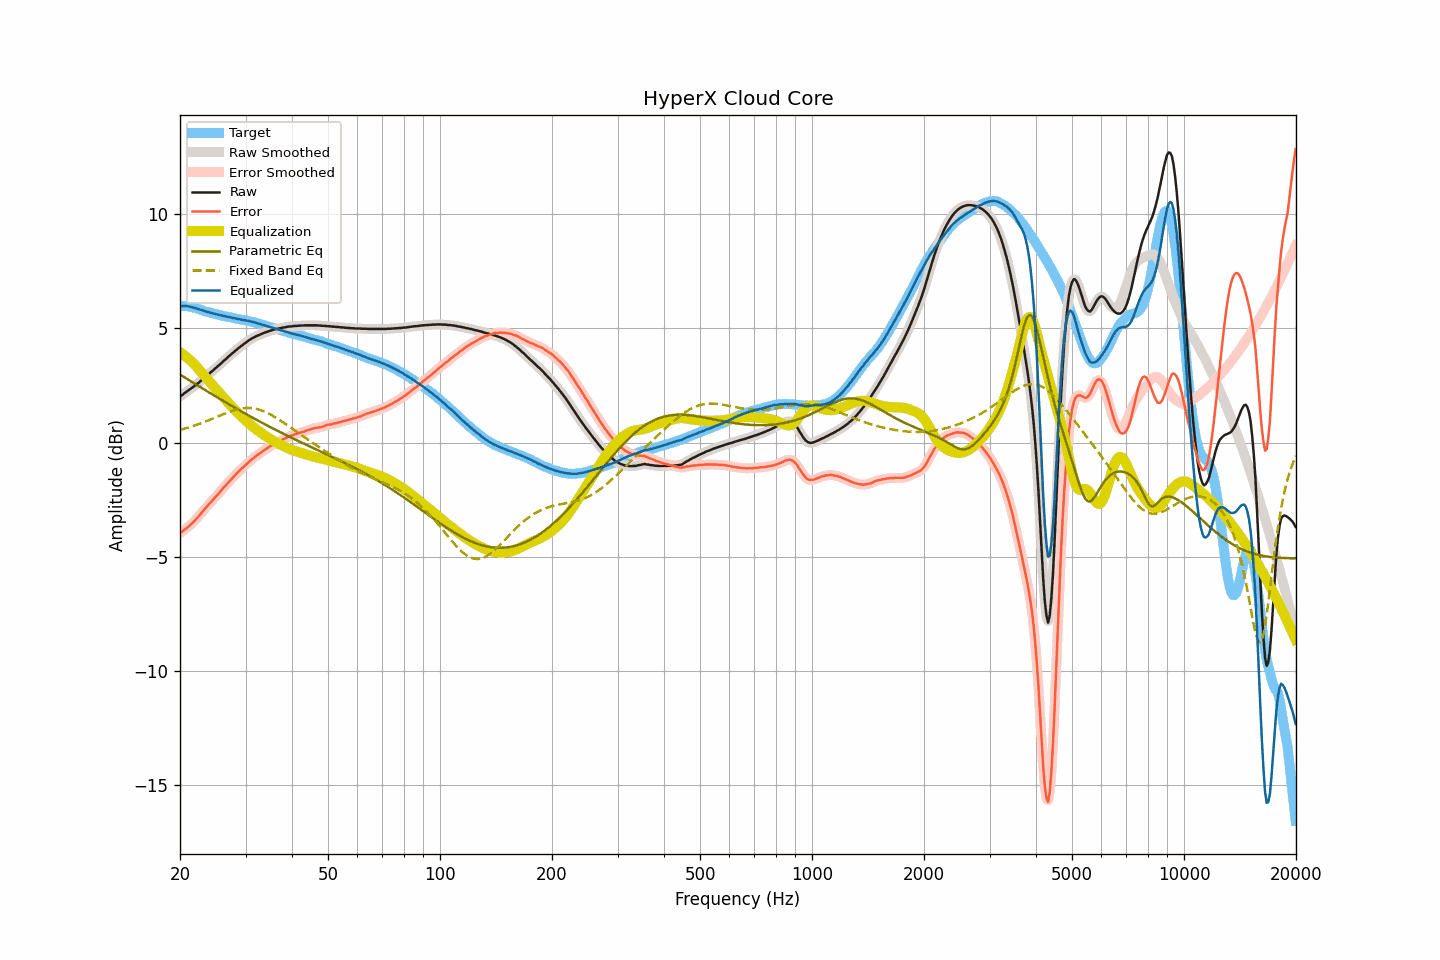 HyperX Cloud Core
Target
Raw Smoothed
Error Smoothed
Raw
Error
Equalization
Parametric Eq
Fixed Band Eq
Equalized
Amplitude (dBr)
10
5
0
−5
−10
−15
20 50 100 200 500 1000 2000 5000 10000 20000
Frequency (Hz)